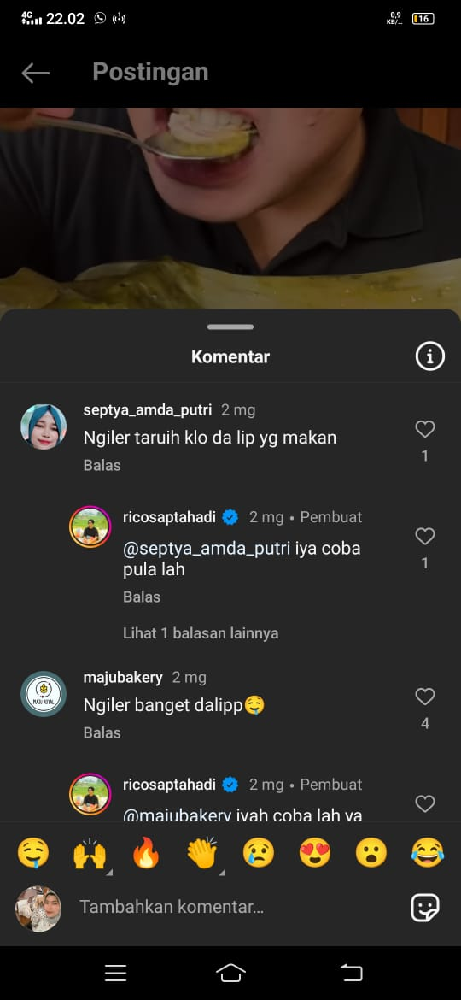 4G 22.02 0,9 KB/... 16
Postingan
Komentar
septya_amda_putri 2 mg
Ngiler taruih klo da lip yg makan
1
Balas
ricosaptahadi 2 mg • Pembuat
@septya_amda_putri iya coba
pula lah
1
Balas
Lihat 1 balasan lainnya
majubakery 2 mg
MAJU ROYAL
Ngiler banget dalipp🤤
4
Balas
ricosaptahadi 2 mg • Pembuat
@majubakery iyah coba lah ya
🤤 🙌 🔥 👏 😢 😍 😮 😂
Tambahkan komentar...